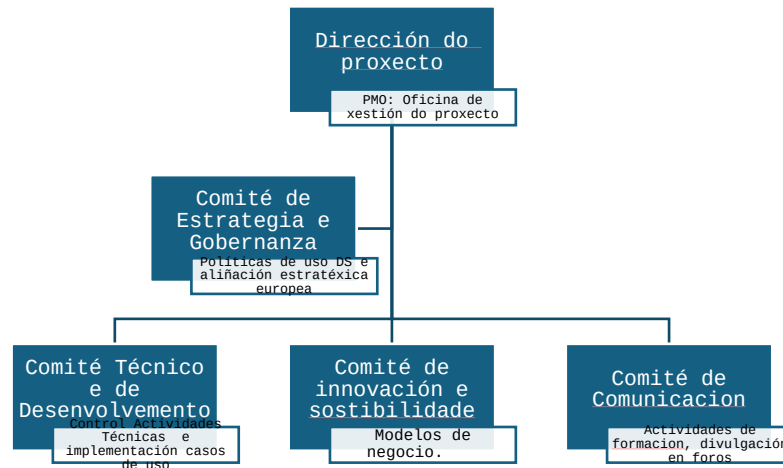 Dirección do
proxecto
PMO: Oficina de
xestión do proxecto
Comité de
Estrategia e
Gobernanza
Políticas de uso DS e
aliñación estratéxica
europea
Comité Técnico
e de
Desenvolvemento
Control Actividades
Técnicas e
implementación casos
de uso
Comité de
innovación e
sostibilidade
Modelos de
negocio.
Comité de
Comunicacion
Actividades de
formacion, divulgación
en foros